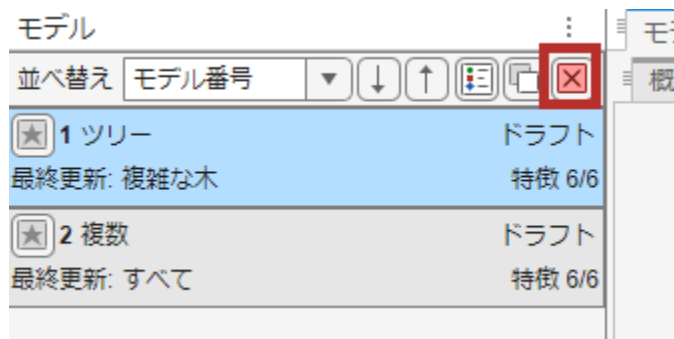 モデル
並べ替え モデル番号
1 ツリー ドラフト
最終更新: 複雑な木 特徴 6/6
2 複数 ドラフト
最終更新: すべて 特徴 6/6